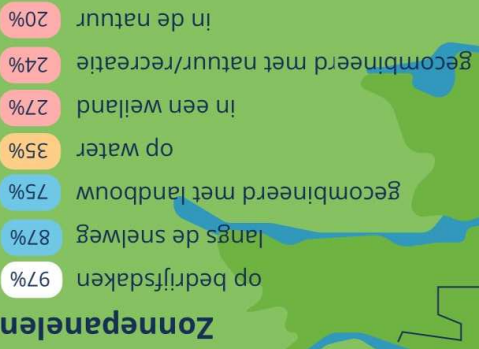 Zonnepanelen
op bedrijfsdaken 97%
langs de snelweg 87%
gecombineerd met landbouw 75%
op water 35%
in een weiland 27%
gecombineerd met natuur/recreatie 24%
in de natuur 20%